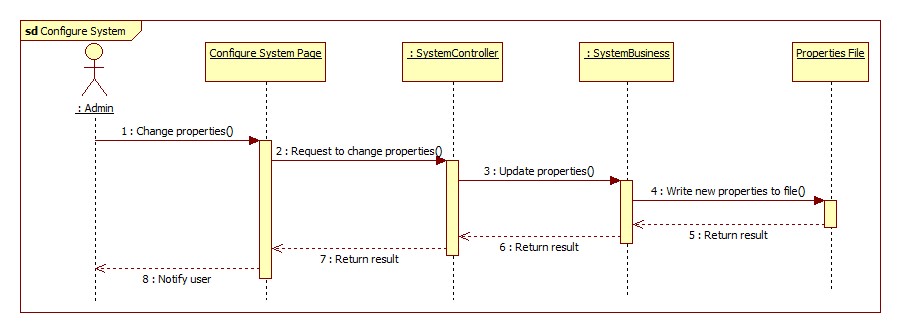 sd Configure System
Configure System Page
: SystemController
: SystemBusiness
Properties File
: Admin
1 : Change properties()
2 : Request to change properties()
3 : Update properties()
4 : Write new properties to file()
5 : Return result
6 : Return result
7 : Return result
8 : Notify user